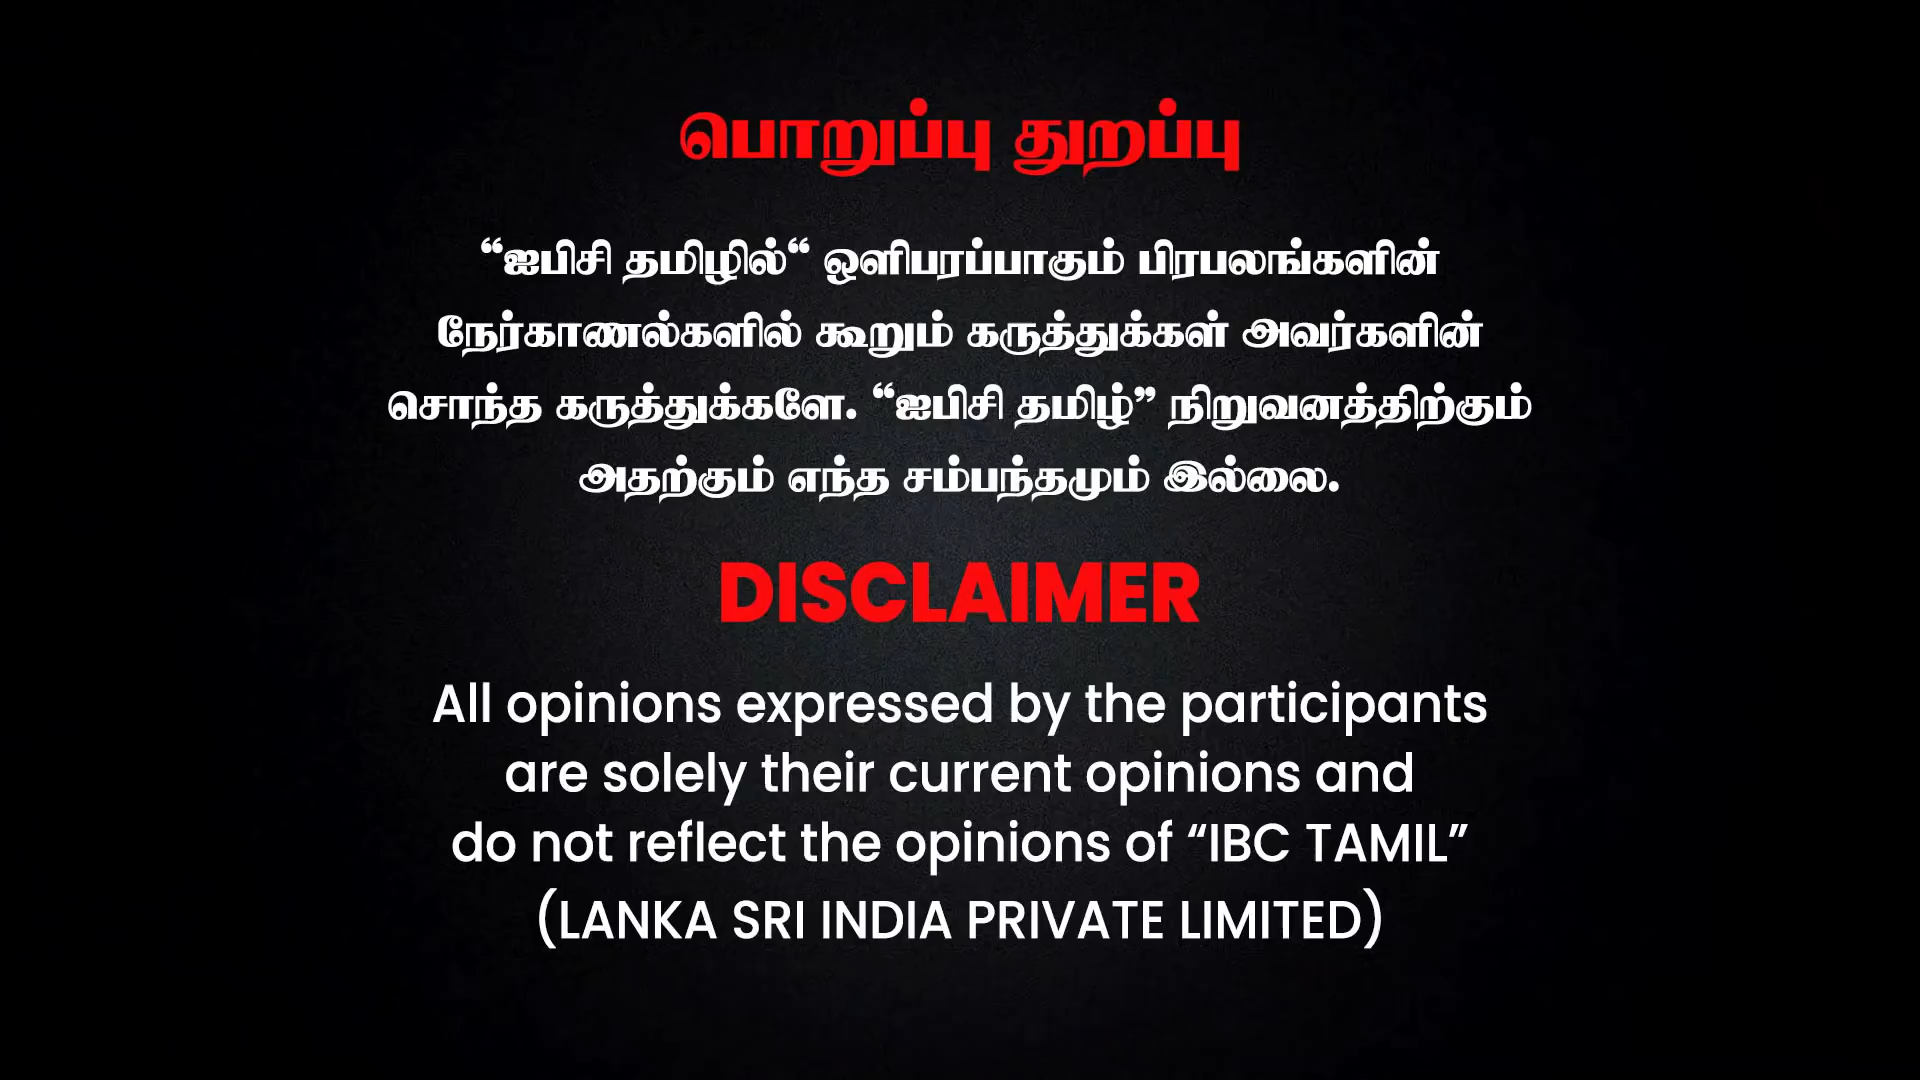 பொறுப்பு துறப்பு
“ஐபிசி தமிழில்“ ஒளிபரப்பாகும் பிரபலங்களின்
நேர்காணல்களில் கூறும் கருத்துக்கள் அவர்களின்
சொந்த கருத்துக்களே. “ஐபிசி தமிழ்” நிறுவனத்திற்கும்
அதற்கும் எந்த சம்பந்தமும் இல்லை.
DISCLAIMER
All opinions expressed by the participants
are solely their current opinions and
do not reflect the opinions of “IBC TAMIL”
(LANKA SRI INDIA PRIVATE LIMITED)